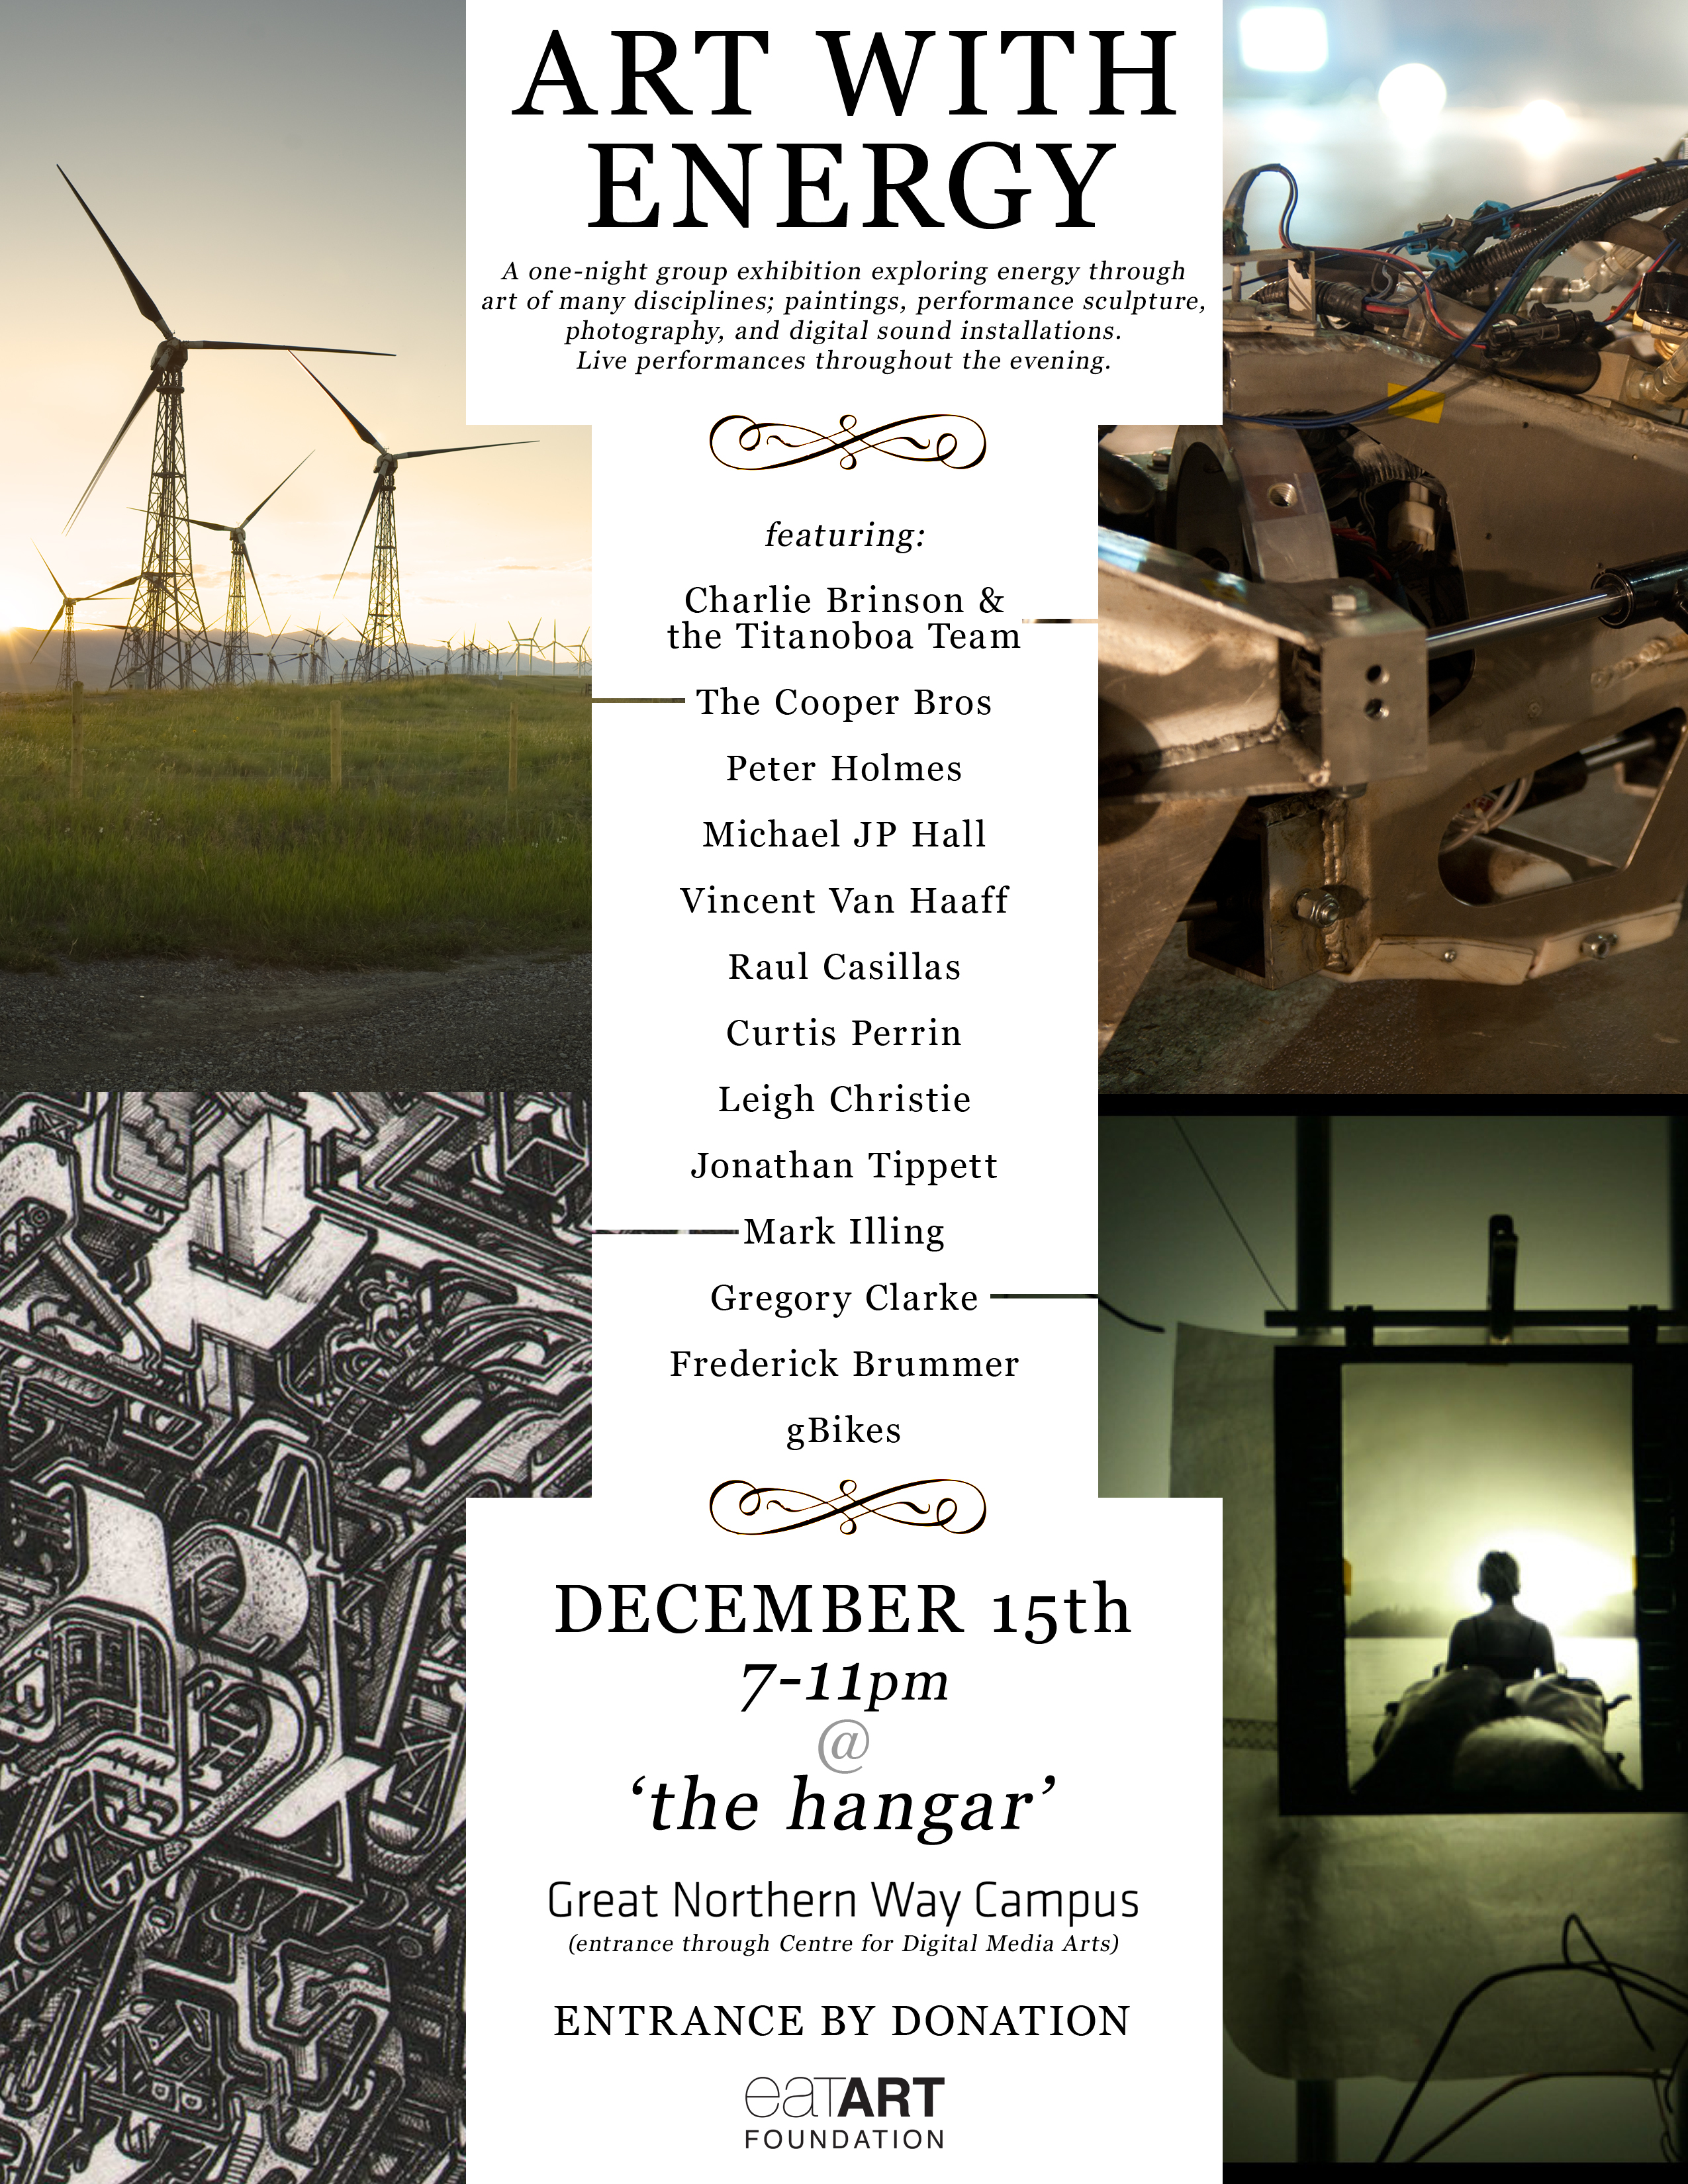 ART WITH
ENERGY
A one-night group exhibition exploring energy through
art of many disciplines; paintings, performance sculpture,
photography, and digital sound installations.
Live performances throughout the evening.
featuring:
Charlie Brinson &
the Titanoboa Team
The Cooper Bros
Peter Holmes
Michael JP Hall
Vincent Van Haaff
Raul Casillas
Curtis Perrin
Leigh Christie
Jonathan Tippett
Mark Illing
Gregory Clarke
Frederick Brummer
gBikes
DECEMBER 15th
7-11pm
@
‘the hangar’
Great Northern Way Campus
(entrance through Centre for Digital Media Arts)
ENTRANCE BY DONATION
eatART
FOUNDATION